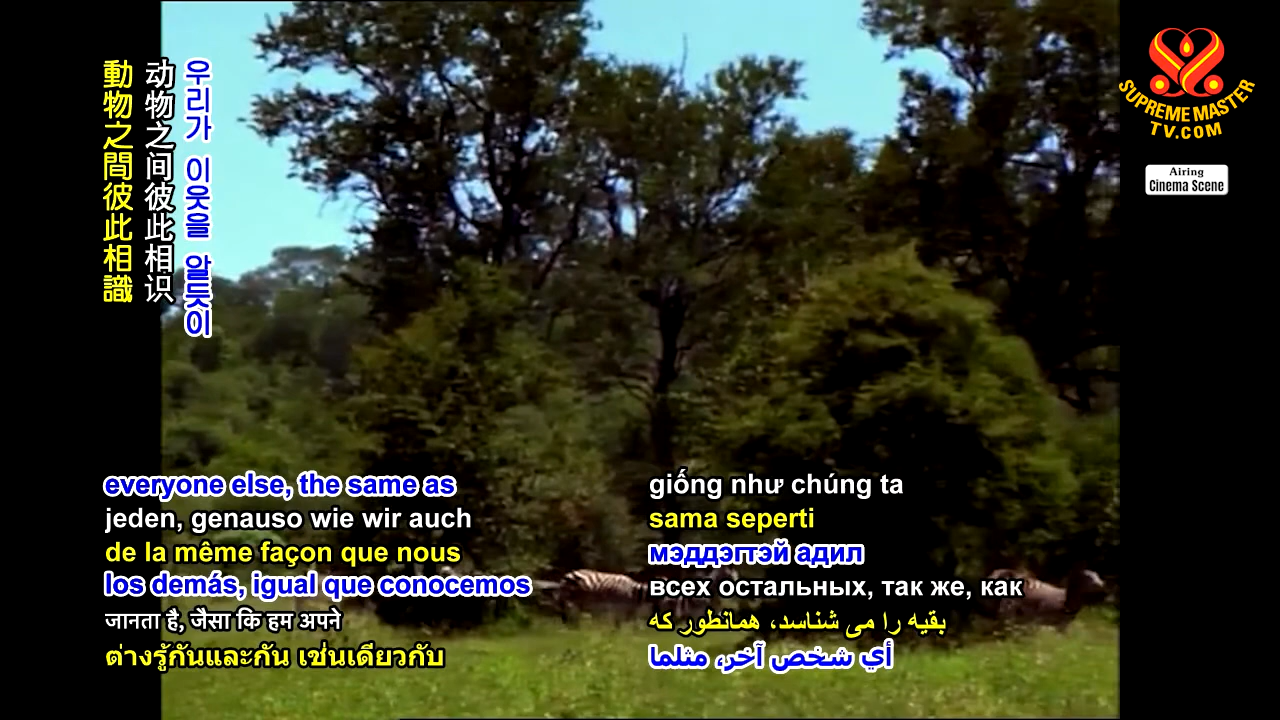 動物之間彼此相識
动物之间彼此相识
우리가 이웃을 알듯이
SUPREME MASTER
TV.COM
Airing
Cinema Scene
everyone else, the same as
jeden, genauso wie wir auch
de la même façon que nous
los demás, igual que conocemos
जानता है, जैसा कि हम अपने
ต่างรู้กันและกัน เช่นเดียวกับ
giống như chúng ta
sama seperti
мэддэгтэй адил
всех остальных, так же, как
بقیه را می شناسد، همانطور که
أي شخص آخر، مثلما